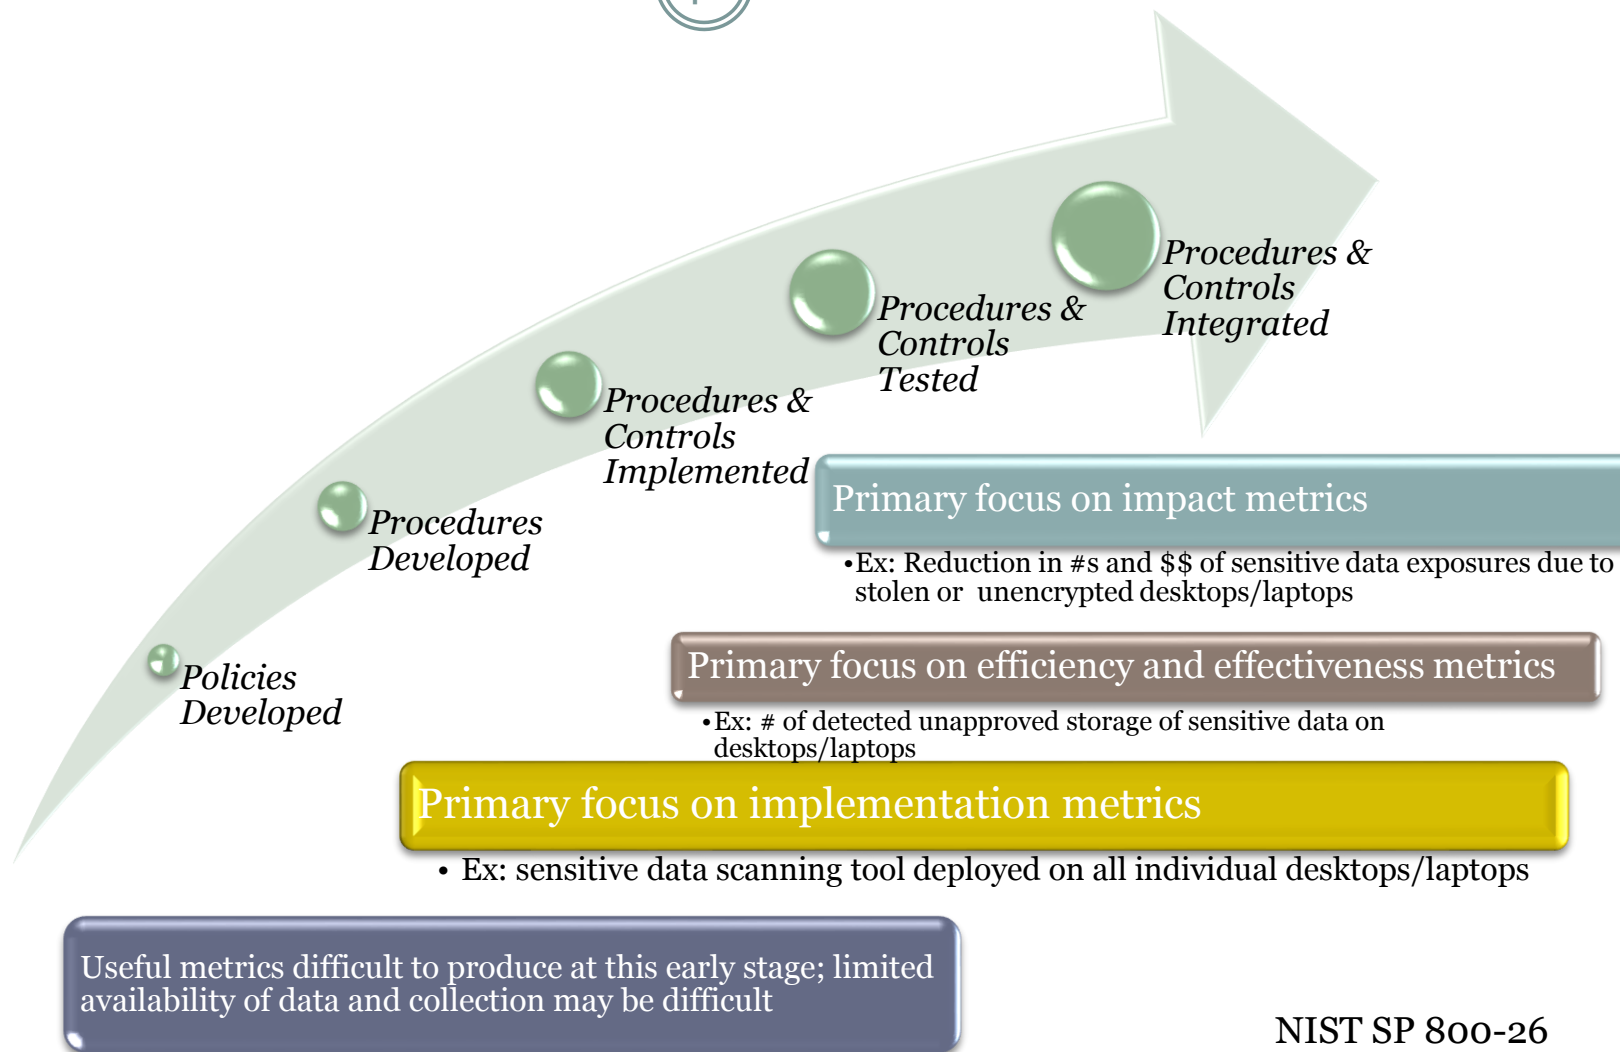 Procedures &
Controls
Integrated
Procedures &
Controls
Tested
Procedures &
Controls
Implemented
Procedures
Developed
Policies
Developed
Primary focus on impact metrics
•Ex: Reduction in #s and $$ of sensitive data exposures due to
stolen or unencrypted desktops/laptops
Primary focus on efficiency and effectiveness metrics
•Ex: # of detected unapproved storage of sensitive data on
desktops/laptops
Primary focus on implementation metrics
• Ex: sensitive data scanning tool deployed on all individual desktops/laptops
Useful metrics difficult to produce at this early stage; limited
availability of data and collection may be difficult
NIST SP 800-26